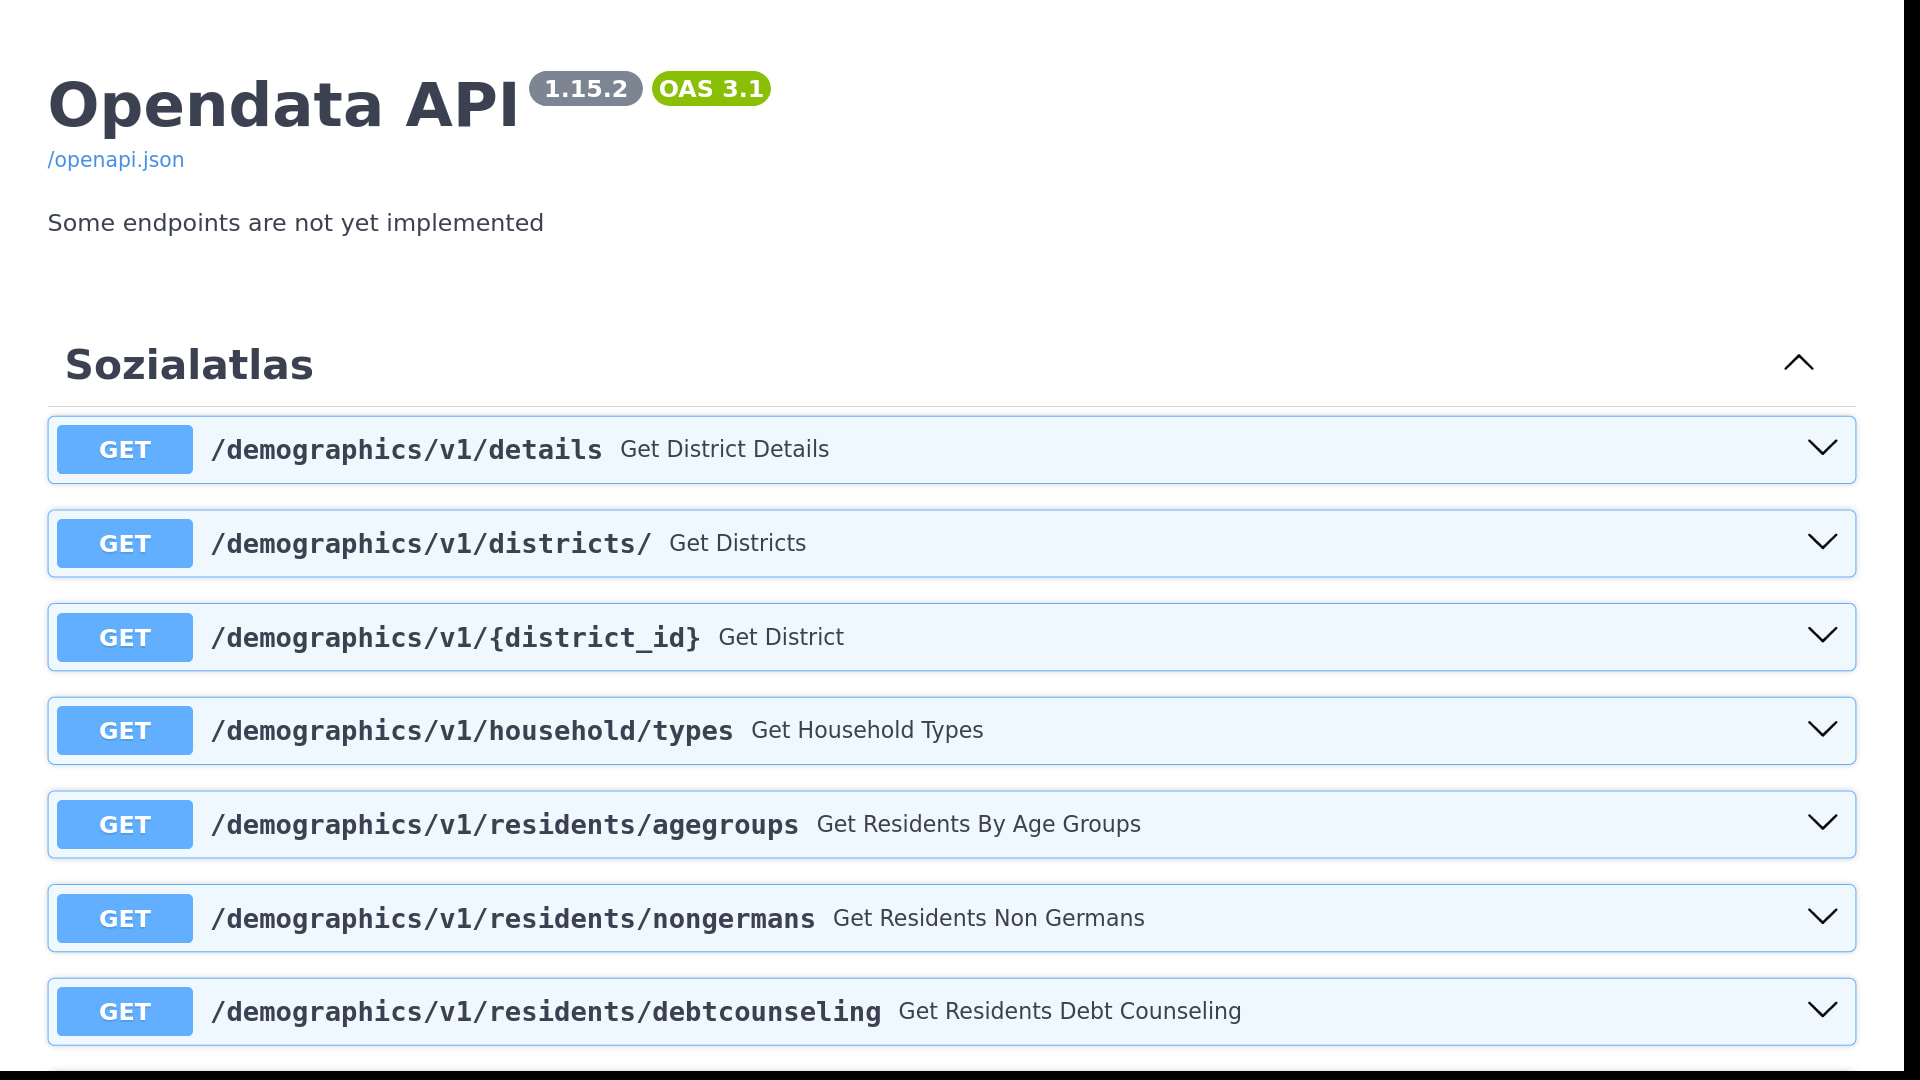 Opendata API 1.15.2 OAS 3.1
/openapi.json
Some endpoints are not yet implemented
Sozialatlas
GET /demographics/v1/details Get District Details
GET /demographics/v1/districts/ Get Districts
GET /demographics/v1/{district_id} Get District
GET /demographics/v1/household/types Get Household Types
GET /demographics/v1/residents/agegroups Get Residents By Age Groups
GET /demographics/v1/residents/nongermans Get Residents Non Germans
GET /demographics/v1/residents/debtcounseling Get Residents Debt Counseling